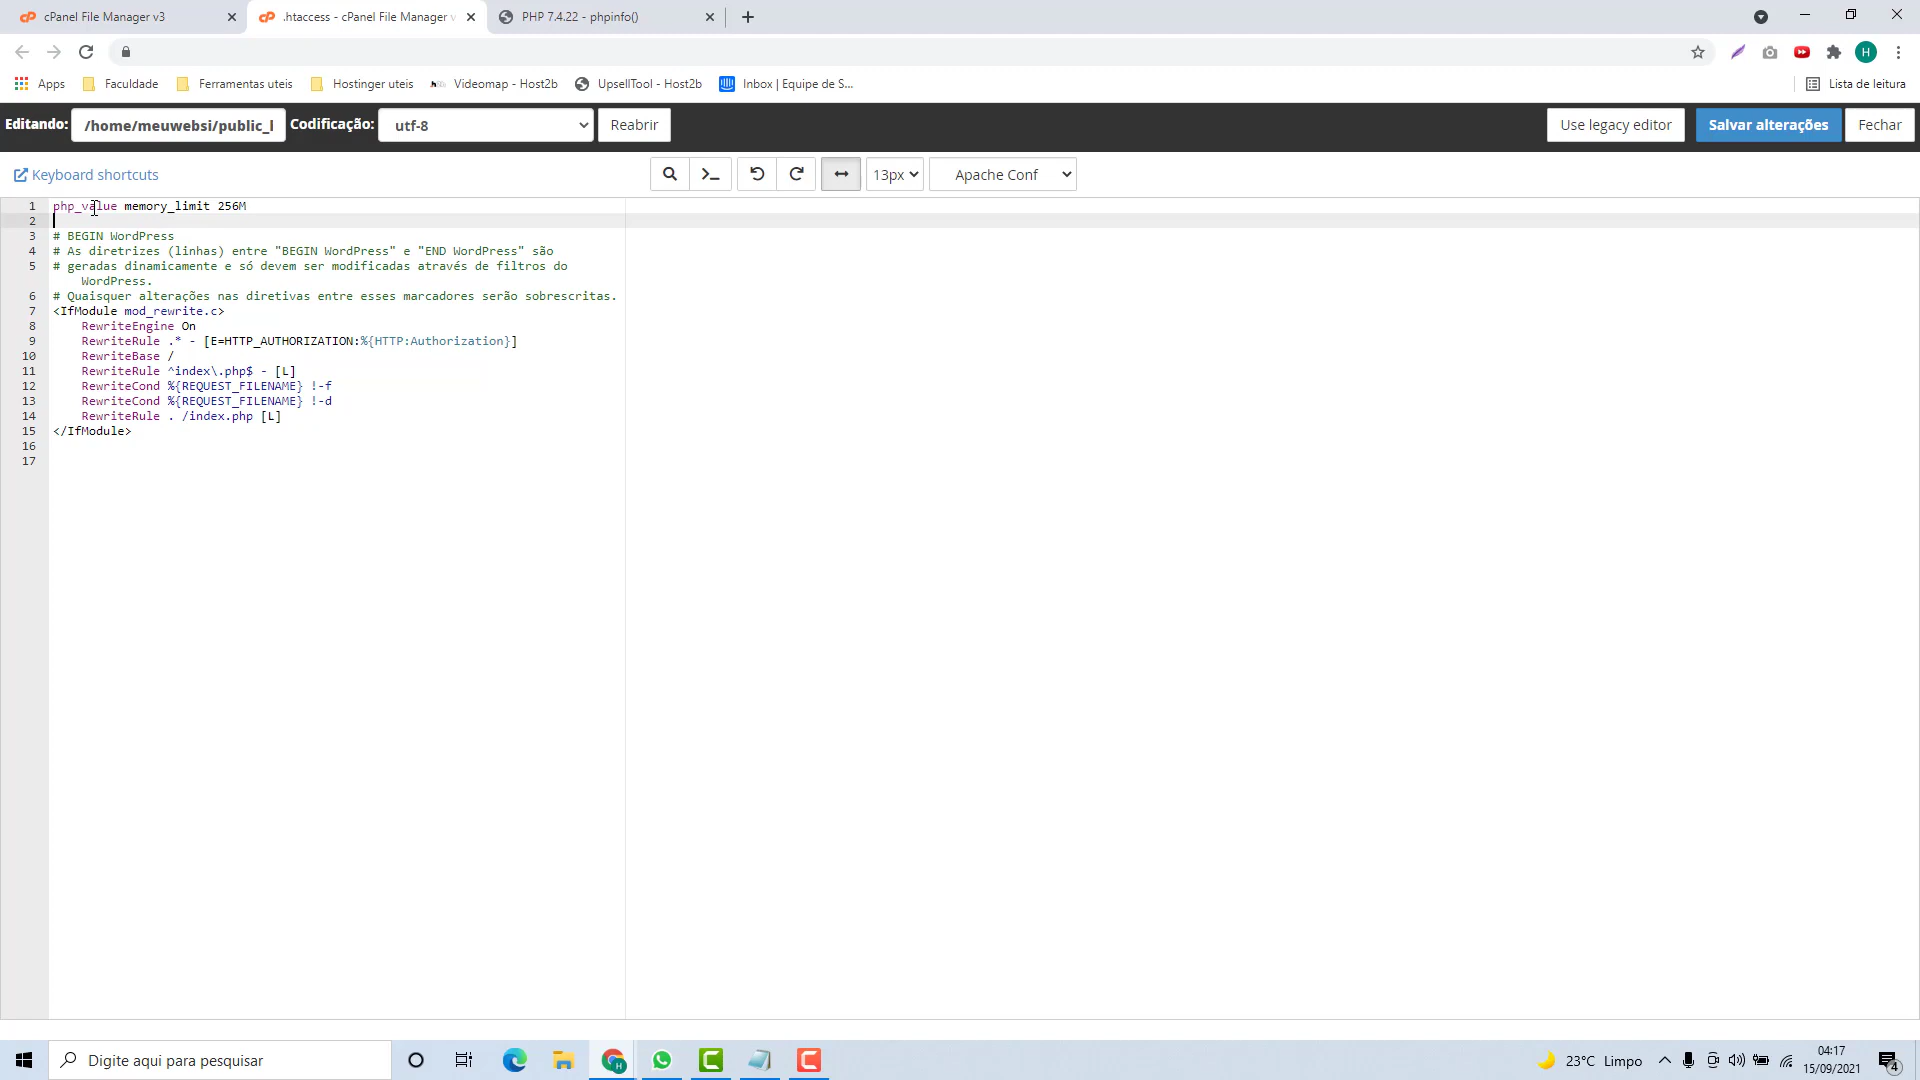 cPanel File Manager v3
.htaccess - cPanel File Manager v
PHP 7.4.22 - phpinfo()
H
Apps
Faculdade
Ferramentas uteis
Hostinger uteis
Videomap - Host2b
UpsellTool - Host2b
Inbox | Equipe de S...
Lista de leitura
Editando:
/home/meuwebsi/public_l
Codificação:
utf-8
Reabrir
Use legacy editor
Salvar alterações
Fechar
Keyboard shortcuts
13px
Apache Conf
1 php_value memory_limit 256M
2
3 # BEGIN WordPress
4 # As diretrizes (linhas) entre "BEGIN WordPress" e "END WordPress" são
5 # geradas dinamicamente e só devem ser modificadas através de filtros do
WordPress.
6 # Quaisquer alterações nas diretivas entre esses marcadores serão sobrescritas.
7 <IfModule mod_rewrite.c>
8 RewriteEngine On
9 RewriteRule .* - [E=HTTP_AUTHORIZATION:%{HTTP:Authorization}]
10 RewriteBase /
11 RewriteRule ^index\.php$ - [L]
12 RewriteCond %{REQUEST_FILENAME} !-f
13 RewriteCond %{REQUEST_FILENAME} !-d
14 RewriteRule . /index.php [L]
15 </IfModule>
16
17
Digite aqui para pesquisar
23°C Limpo
04:17
15/09/2021
4